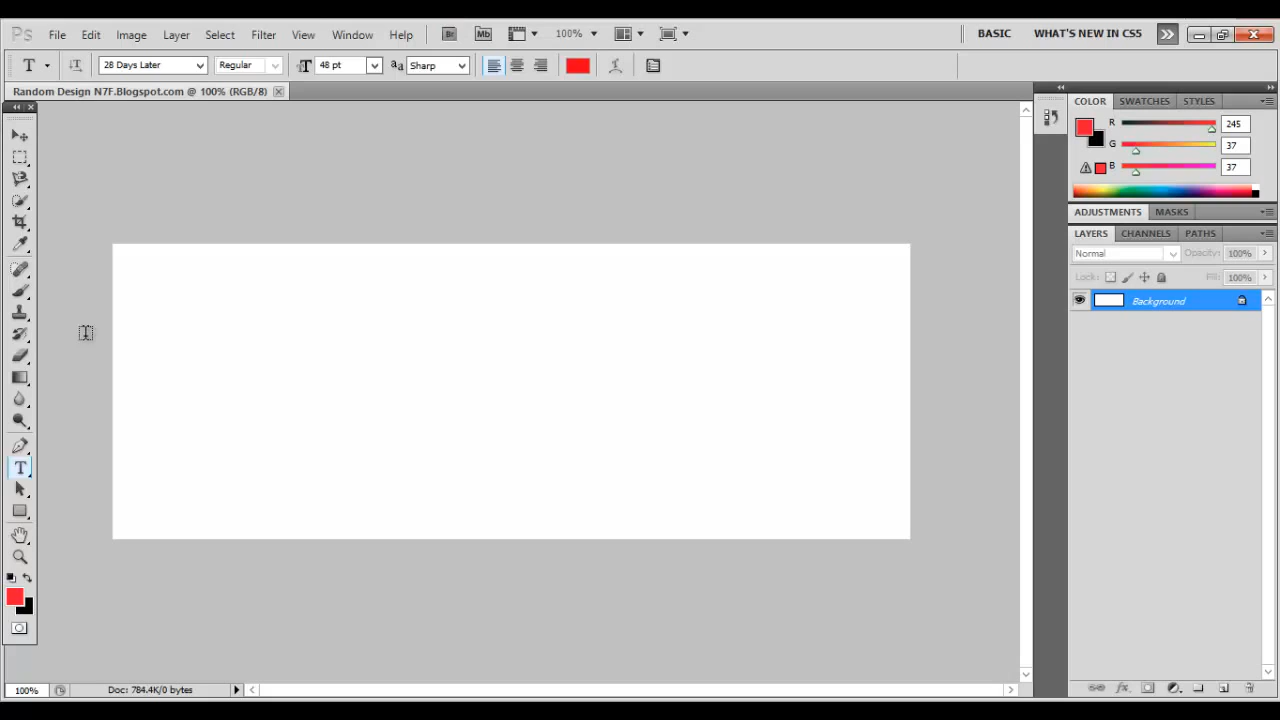 Ps File Edit Image Layer Select Filter View Window Help Br Mb 100% BASIC WHAT'S NEW IN CS5
T 28 Days Later Regular 48 pt Sharp
Random Design N7F.Blogspot.com @ 100% (RGB/8)
COLOR SWATCHES STYLES
R 245
G 37
B 37
ADJUSTMENTS MASKS
LAYERS CHANNELS PATHS
Normal Opacity: 100%
Lock: Fill: 100%
Background
100% Doc: 784.4K/0 bytes